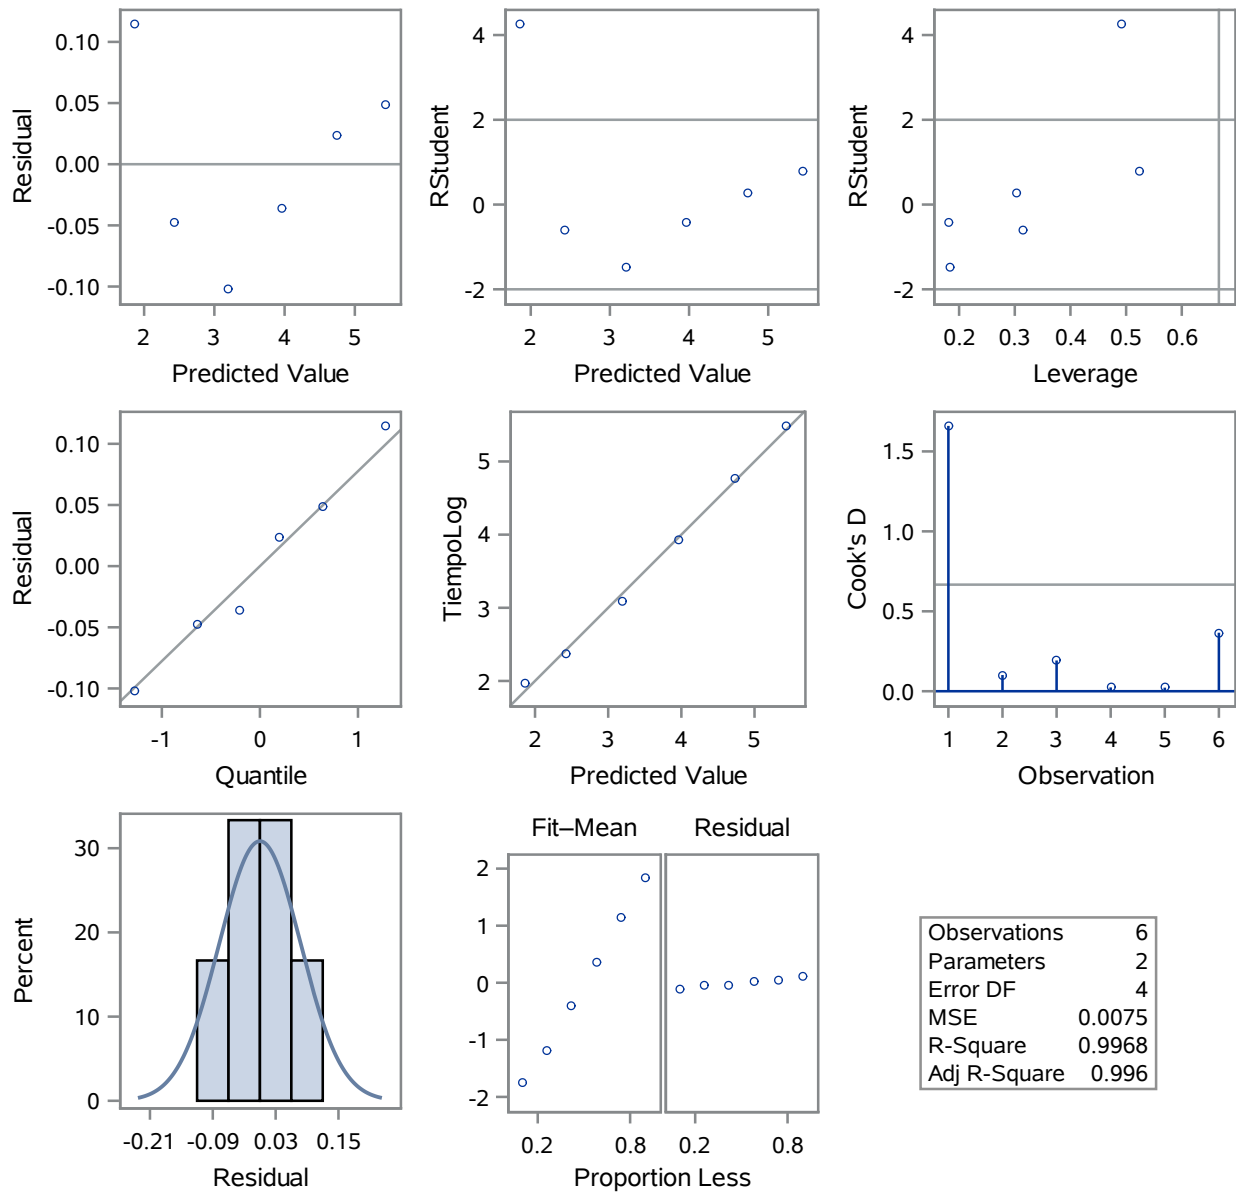 0.10
0.05
0.00
-0.05
-0.10
Residual
2 3 4 5
Predicted Value
4
2
0
-2
RStudent
2 3 4 5
Predicted Value
4
2
0
-2
RStudent
0.2 0.3 0.4 0.5 0.6
Leverage
0.10
0.05
0.00
-0.05
-0.10
Residual
-1 0 1
Quantile
5
4
3
2
TiempoLog
2 3 4 5
Predicted Value
1.5
1.0
0.5
0.0
Cook's D
1 2 3 4 5 6
Observation
30
20
10
0
Percent
-0.21 -0.09 0.03 0.15
Residual
Fit–Mean Residual
2
1
0
-1
-2
0.2 0.8 0.2 0.8
Proportion Less
Observations 6
Parameters 2
Error DF 4
MSE 0.0075
R-Square 0.9968
Adj R-Square 0.996